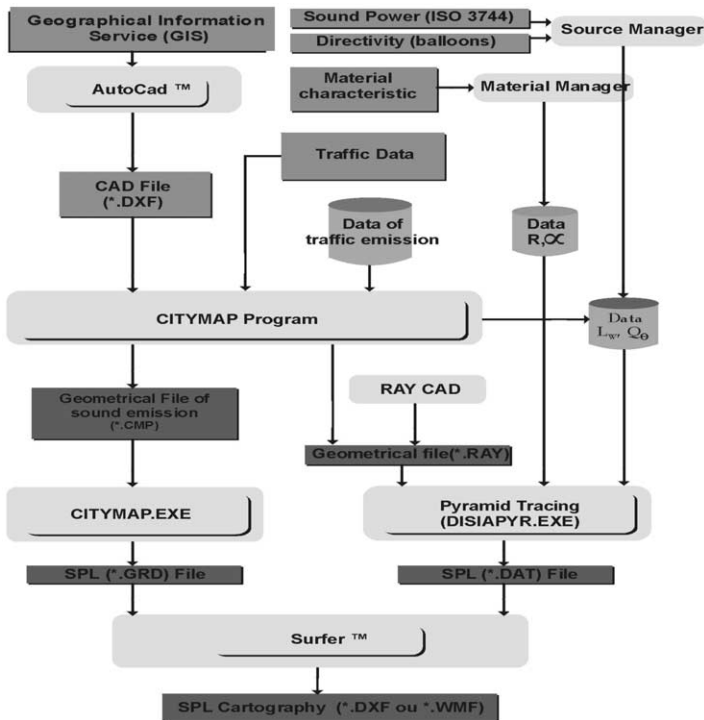 Geographical Information
Service (GIS)
Sound Power (ISO 3744)
Directivity (balloons)
Source Manager
AutoCad ™
Material
characteristic
Material Manager
Traffic Data
CAD File
(*.DXF)
Data of
traffic emission
Data
R,∝
CITYMAP Program
Data
Lw, QΘ
Geometrical File of
sound emission
(*.CMP)
RAY CAD
Geometrical file(*.RAY)
CITYMAP.EXE
Pyramid Tracing
(DISIAPYR.EXE)
SPL (*.GRD) File
SPL (*.DAT) File
Surfer ™
SPL Cartography (*.DXF ou *.WMF)